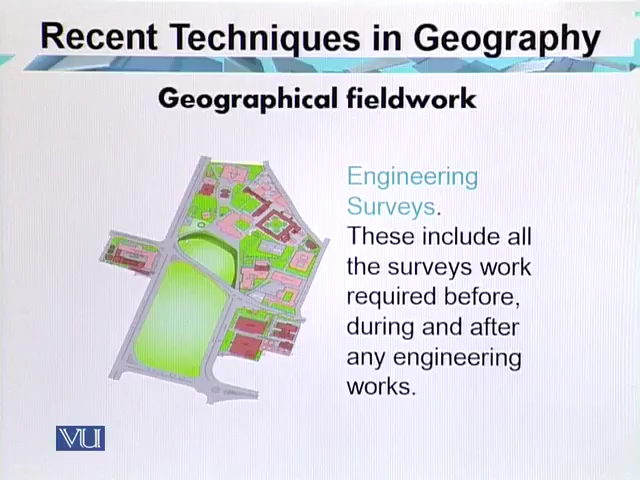 Recent Techniques in Geography
Geographical fieldwork
Engineering
Surveys.
These include all
the surveys work
required before,
during and after
any engineering
works.
VU